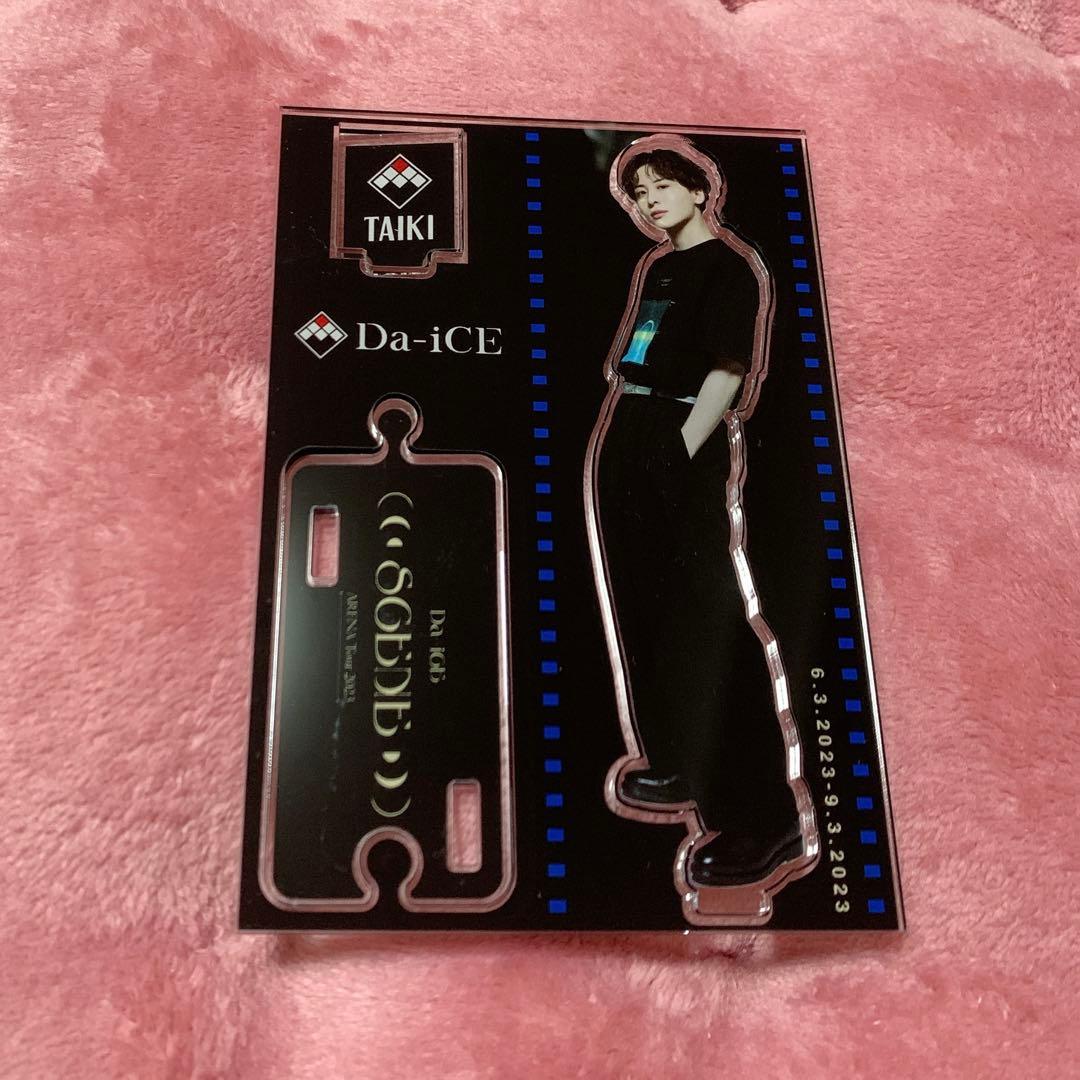 TAIKI
Da-iCE
Da-iCE
SCENE
ARENA Tour 2023
6.3.2023-9.3.2023